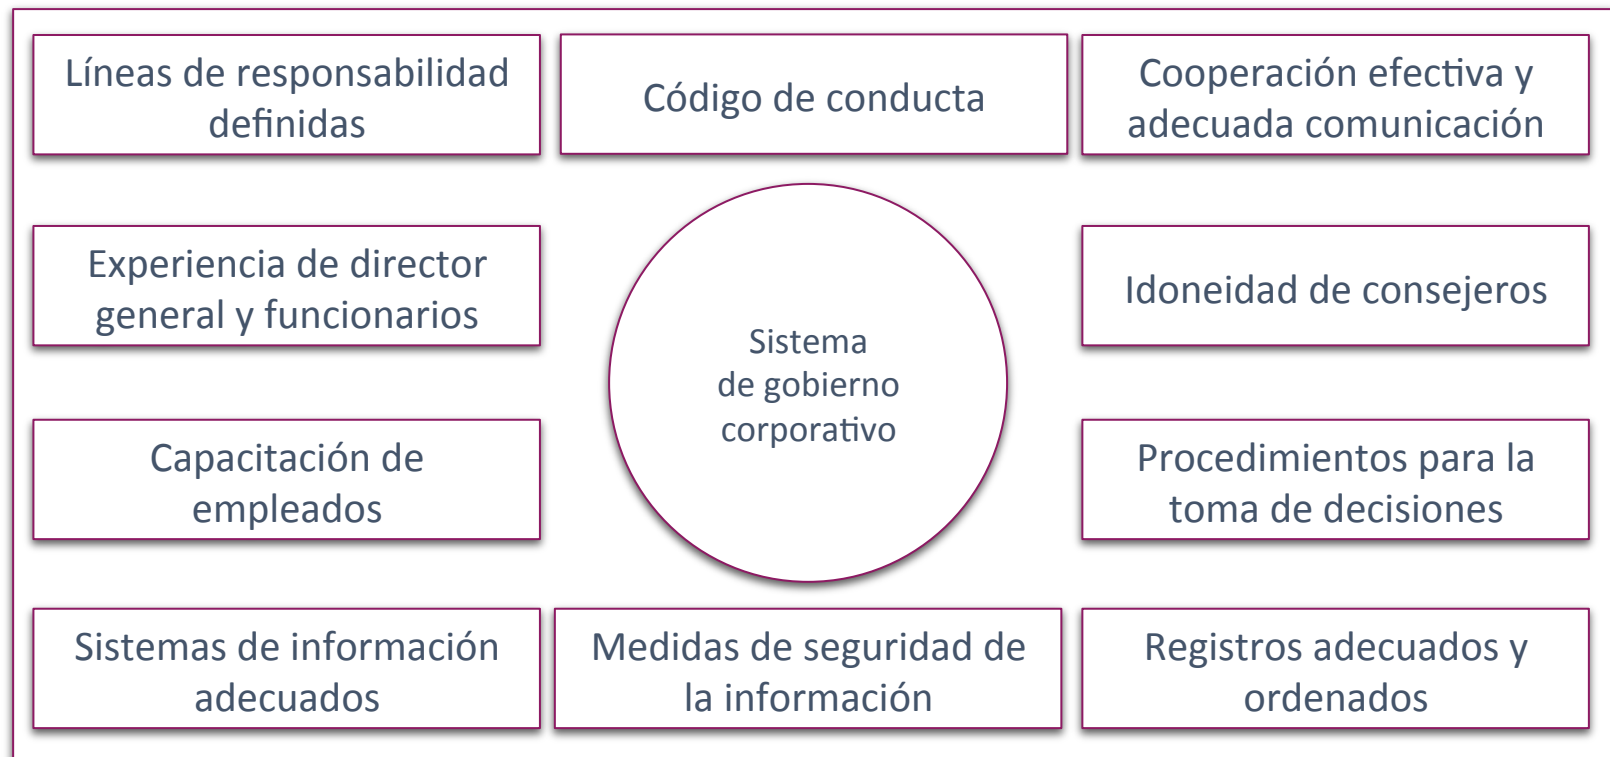 Líneas de responsabilidad
definidas
Código de conducta
Cooperación efectiva y
adecuada comunicación
Experiencia de director
general y funcionarios
Idoneidad de consejeros
Sistema
de gobierno
corporativo
Capacitación de
empleados
Procedimientos para la
toma de decisiones
Sistemas de información
adecuados
Medidas de seguridad de
la información
Registros adecuados y
ordenados